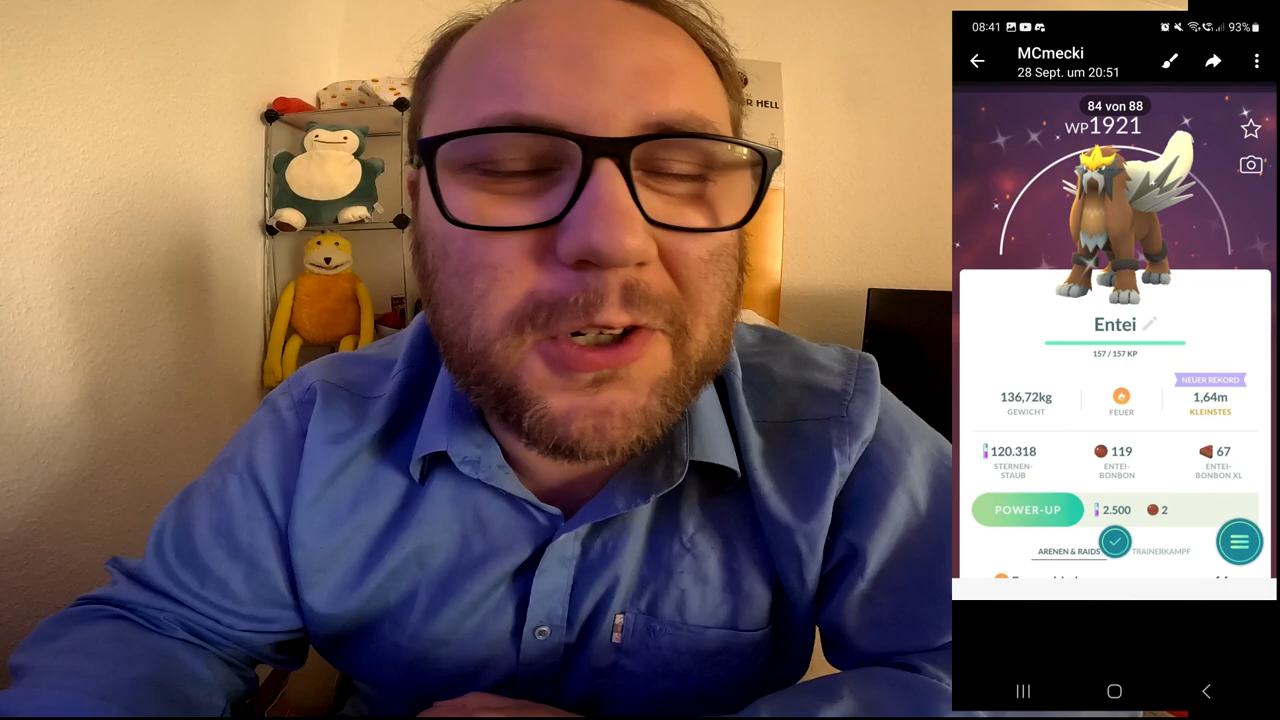 R HELL
08:41
93%
MCmecki
28 Sept. um 20:51
84 von 88
WP1921
Entei
157 / 157 KP
NEUER REKORD
136,72kg
1,64m
GEWICHT
FEUER
KLEINSTES
120.318
119
67
STERNEN-
STAUB
ENTEI-
BONBON
ENTEI-
BONBON XL
POWER-UP
2.500
2
ARENEN & RAIDS
TRAINERKAMPF